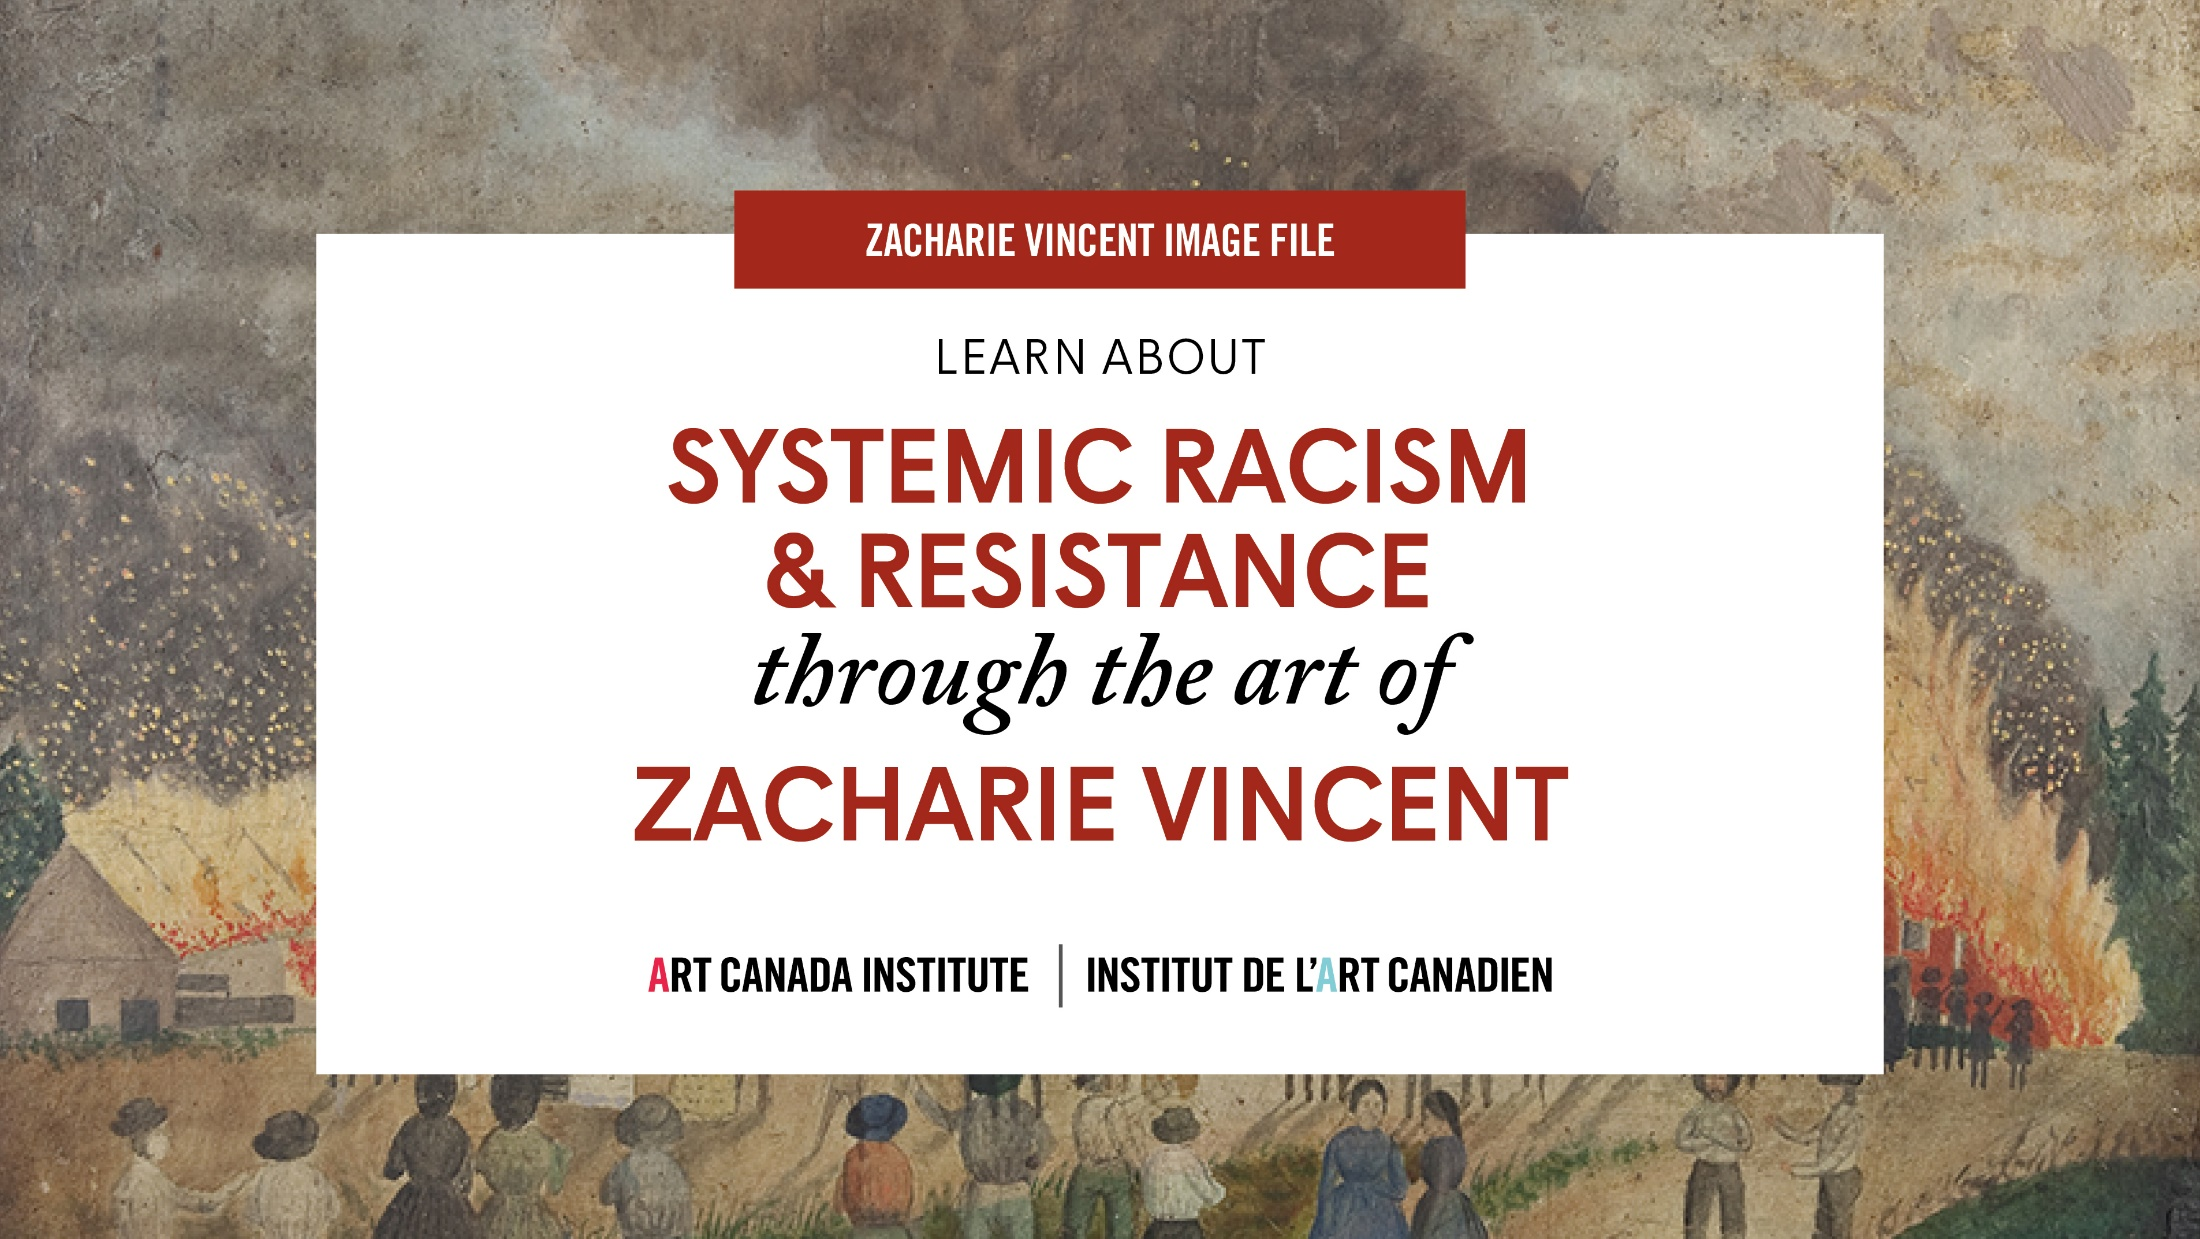 ZACHARIE VINCENT IMAGE FILE
LEARN ABOUT
SYSTEMIC RACISM
& RESISTANCE
through the art of
ZACHARIE VINCENT
ART CANADA INSTITUTE | INSTITUT DE L'ART CANADIEN